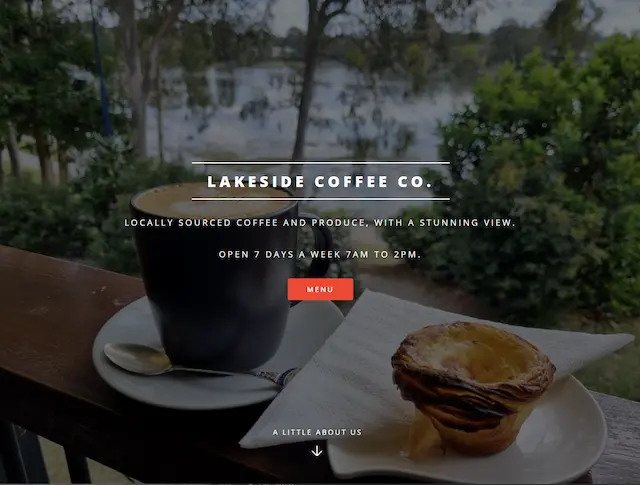 LAKESIDE COFFEE CO.
LOCALLY SOURCED COFFEE AND PRODUCE, WITH A STUNNING VIEW.
OPEN 7 DAYS A WEEK 7AM TO 2PM.
MENU
A LITTLE ABOUT US